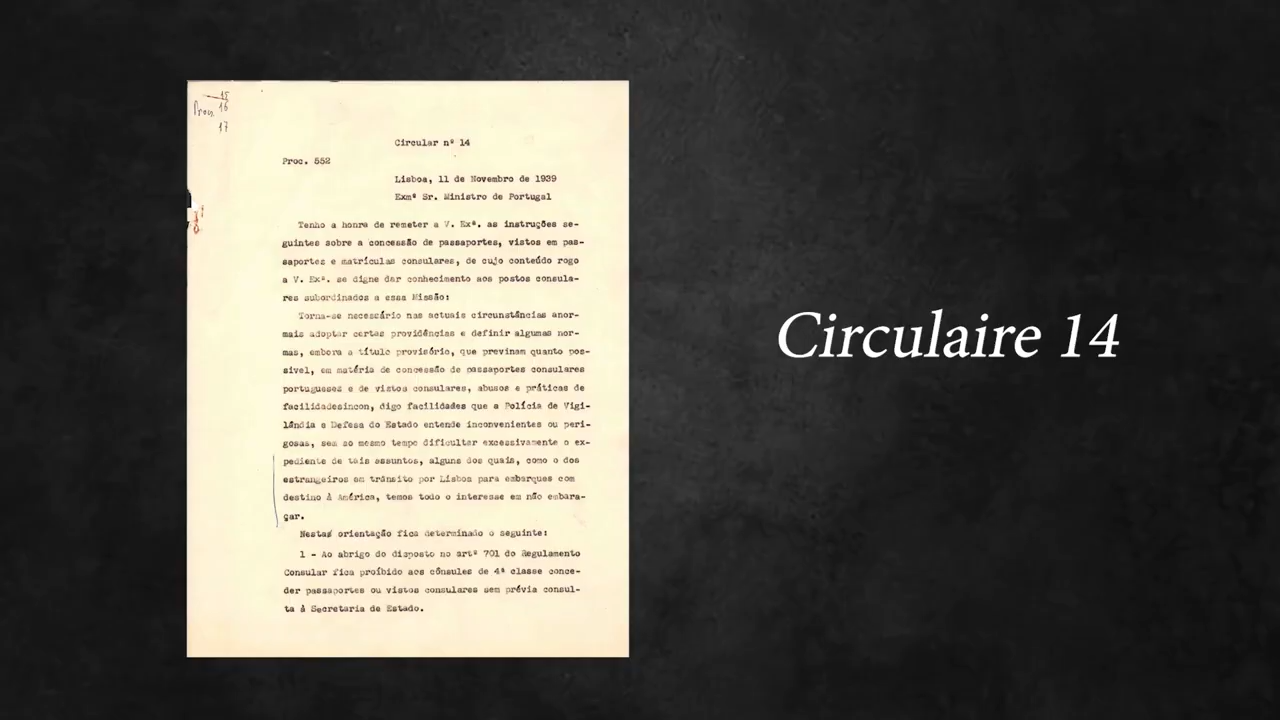 15
Proc. 16
17
Circular nº 14
Proc. 552
Lisboa, 11 de Novembro de 1939
Exmº Sr. Ministro de Portugal
Tenho a honra de remeter a V. Exª. as instruções se-
guintes sobre a concessão de passaportes, vistos em pas-
saportes e matrículas consulares, de cujo conteúdo rogo
a V. Exª. se digne dar conhecimento aos postos consula-
res subordinados a essa Missão:
Torna-se necessário nas actuais circunstâncias anor-
mais adoptar certas providências e definir algumas nor-
mas, embora a título provisório, que previnam quanto pos-
sivel, em matéria de concessão de passaportes consulares
portugueses e de vistos consulares, abusos e práticas de
facilidadesincon, digo facilidades que a Polícia de Vigi-
lândia e Defesa do Estado entende inconvenientes ou peri-
gosas, sem ao mesmo tempo dificultar excessivamente o ex-
pediente de tais assuntos, alguns dos quais, como o dos
estrangeiros em trânsito por Lisboa para embarques com
destino à América, temos todo o interesse em não embara-
çar.
Nestas orientação fica determinado o seguinte:
1 - Ao abrigo do disposto no artº 701 do Regulamento
Consular fica proíbido aos cônsules de 4ª classe conce-
der passaportes ou vistos consulares sem prévia consul-
ta á Secretaria de Estado.
Circulaire 14